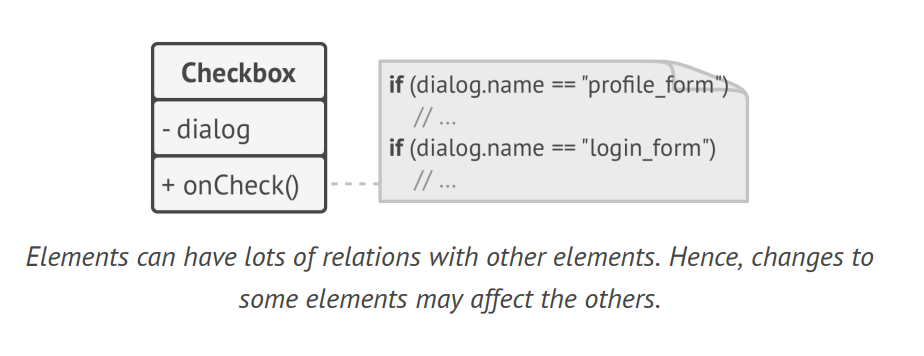 Checkbox
- dialog
+ onCheck()
if (dialog.name == "profile_form")
// ...
if (dialog.name == "login_form")
// ...
Elements can have lots of relations with other elements. Hence, changes to
some elements may affect the others.